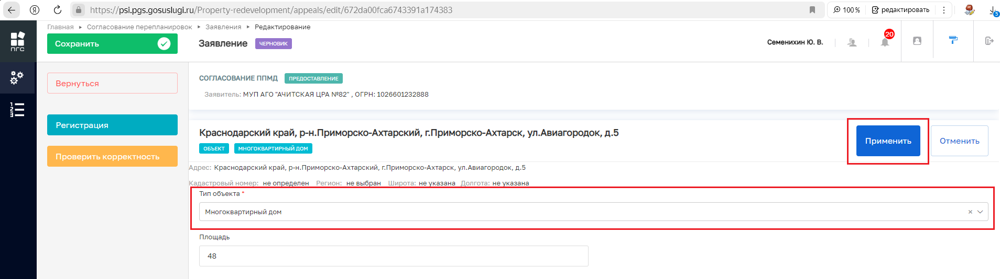 https://psi.pgs.gosuslugi.ru/Property-redevelopment/appeals/edit/672da00fca6743391a174383
100 %
редактировать
5
Главная ▸ Согласование перепланировок ▸ Заявления ▸ Редактирование
ПГС
Сохранить
Заявление
ЧЕРНОВИК
Семенихин Ю. В.
20
Вернуться
Регистрация
Проверить корректность
СОГЛАСОВАНИЕ ППМД ПРЕДОСТАВЛЕНИЕ
Заявитель: МУП АГО "АЧИТСКАЯ ЦРА №82" , ОГРН: 1026601232888
Краснодарский край, р-н.Приморско-Ахтарский, г.Приморско-Ахтарск, ул.Авиагородок, д.5
ОБЪЕКТ МНОГОКВАРТИРНЫЙ ДОМ
Применить
Отменить
Адрес: Краснодарский край, р-н.Приморско-Ахтарский, г.Приморско-Ахтарск, ул.Авиагородок, д.5
Кадастровый номер: не определен Регион: не выбран Широта: не указана Долгота: не указана
Тип объекта *
Многоквартирный дом
Площадь
48